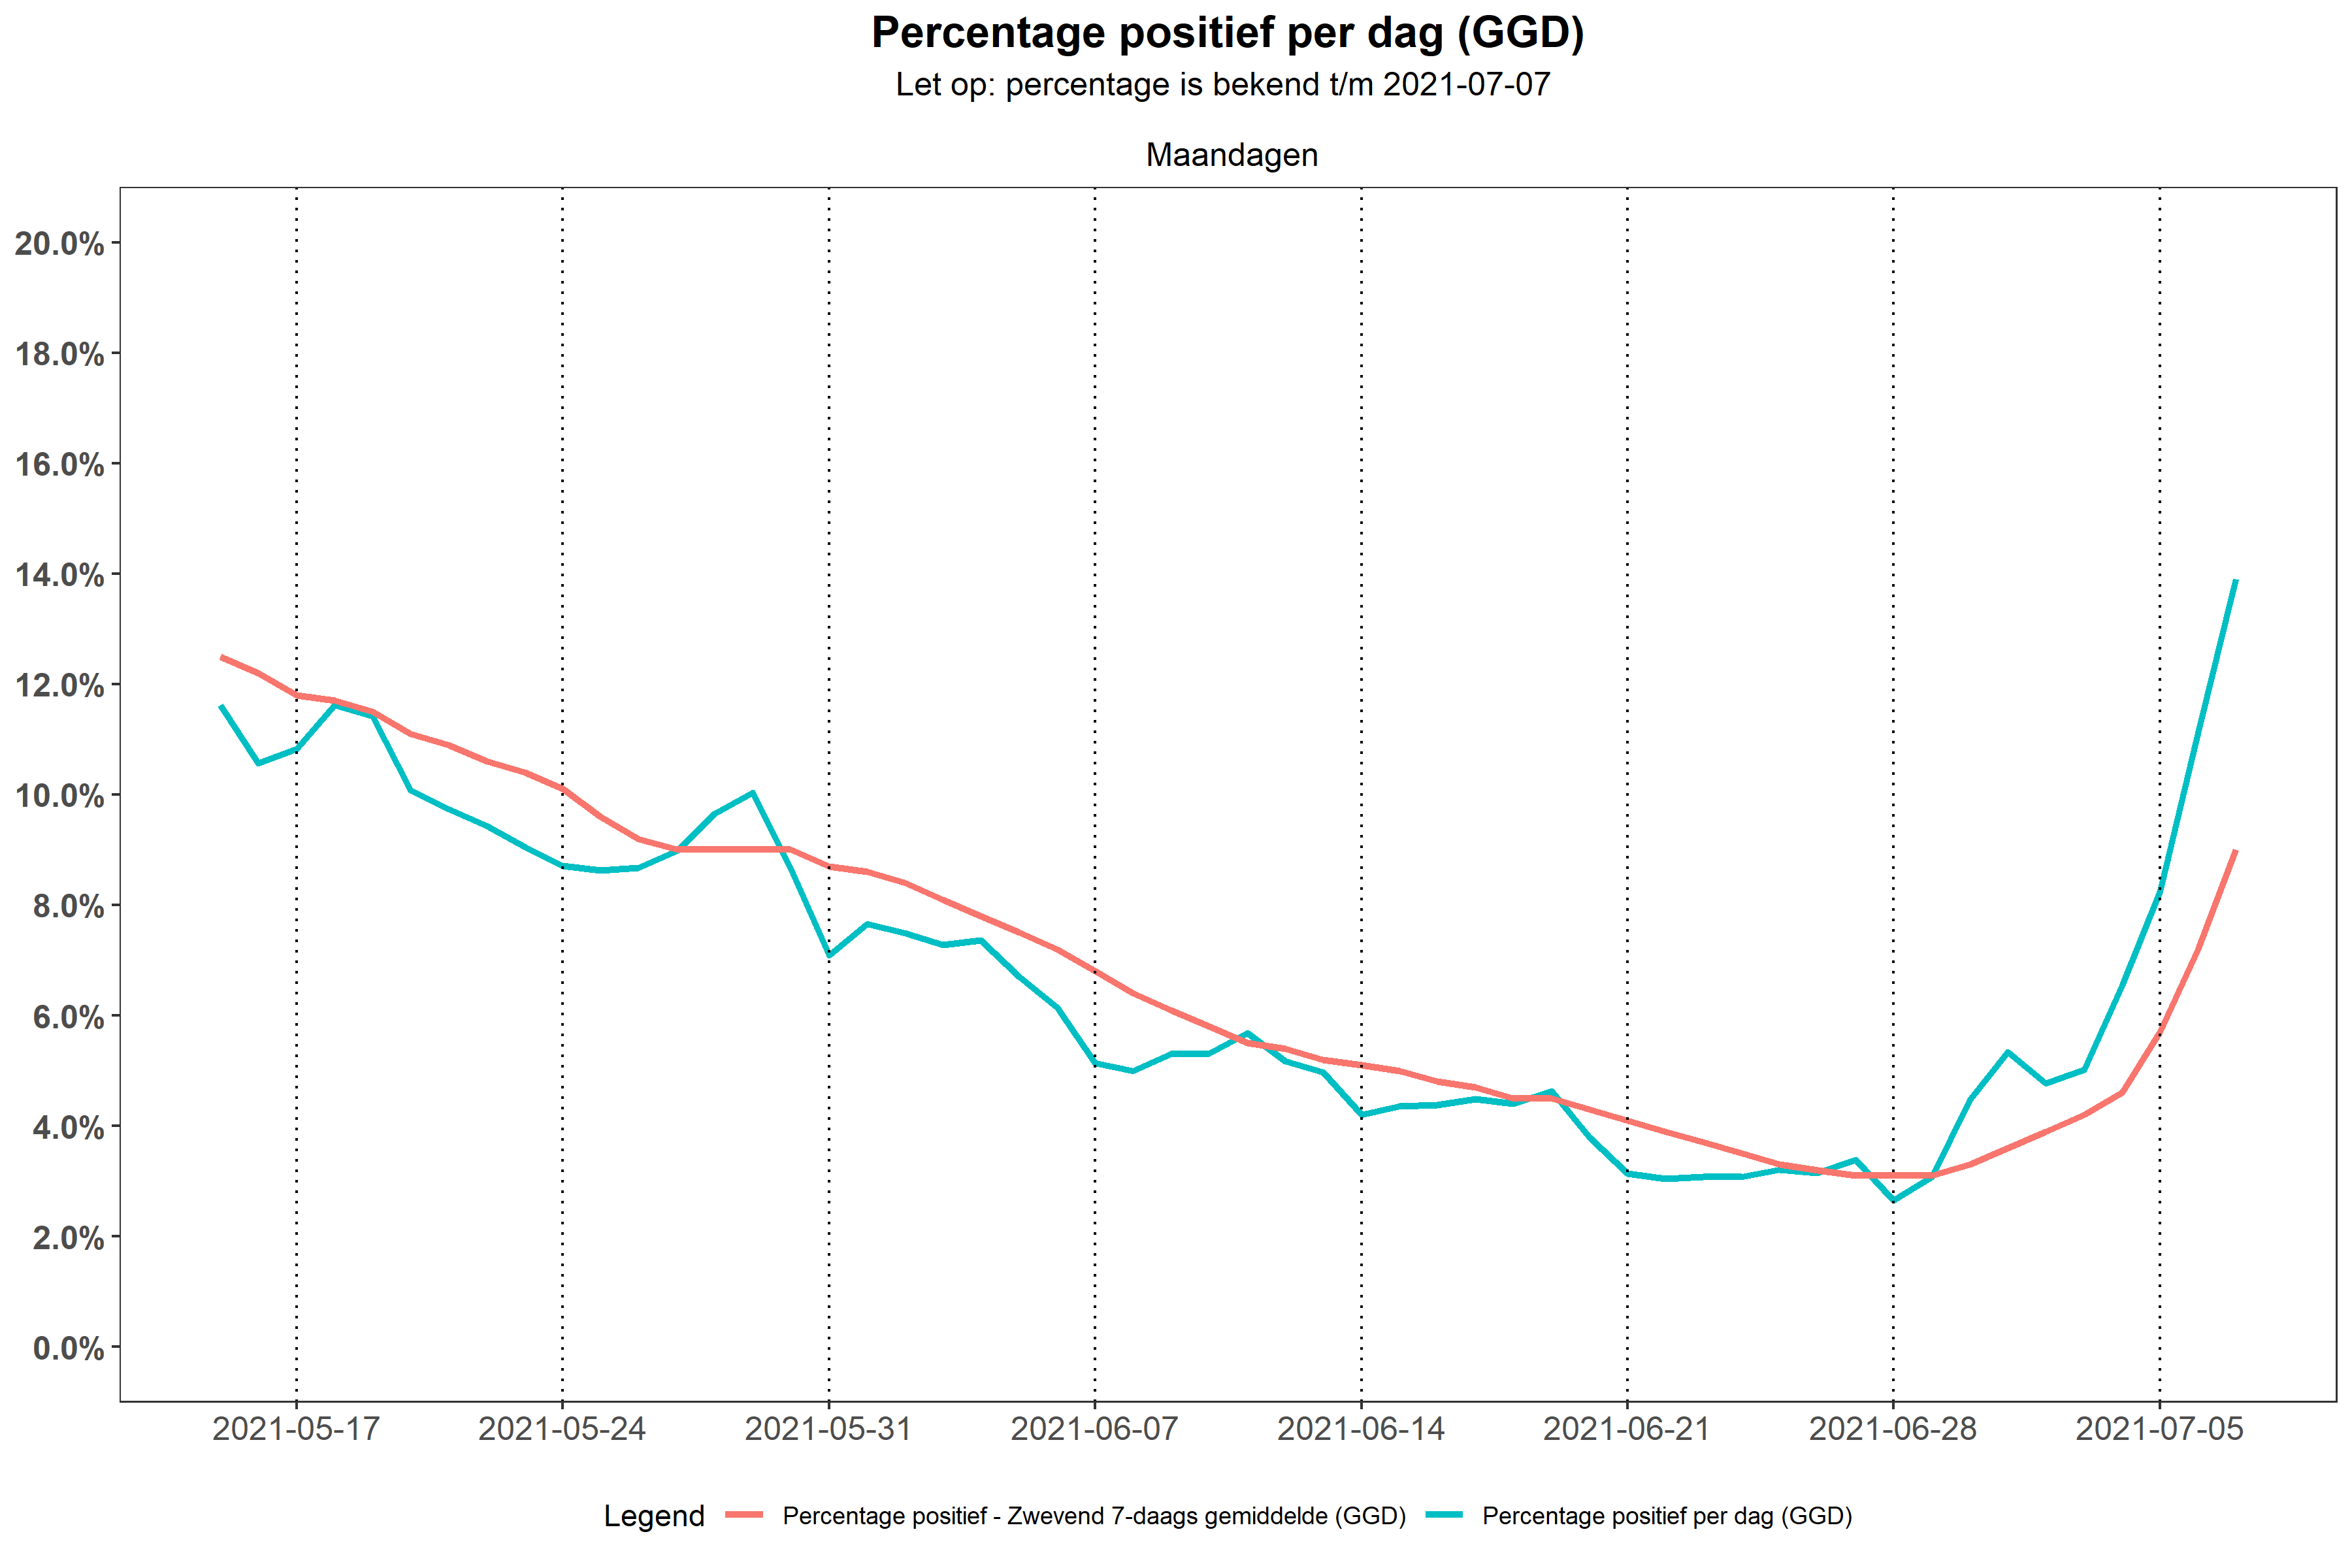 Percentage positief per dag (GGD)
Let op: percentage is bekend t/m 2021-07-07
Maandagen
20.0%
18.0%
16.0%
14.0%
12.0%
10.0%
8.0%
6.0%
4.0%
2.0%
0.0%
2021-05-17 2021-05-24 2021-05-31 2021-06-07 2021-06-14 2021-06-21 2021-06-28 2021-07-05
Legend Percentage positief - Zwevend 7-daags gemiddelde (GGD) Percentage positief per dag (GGD)